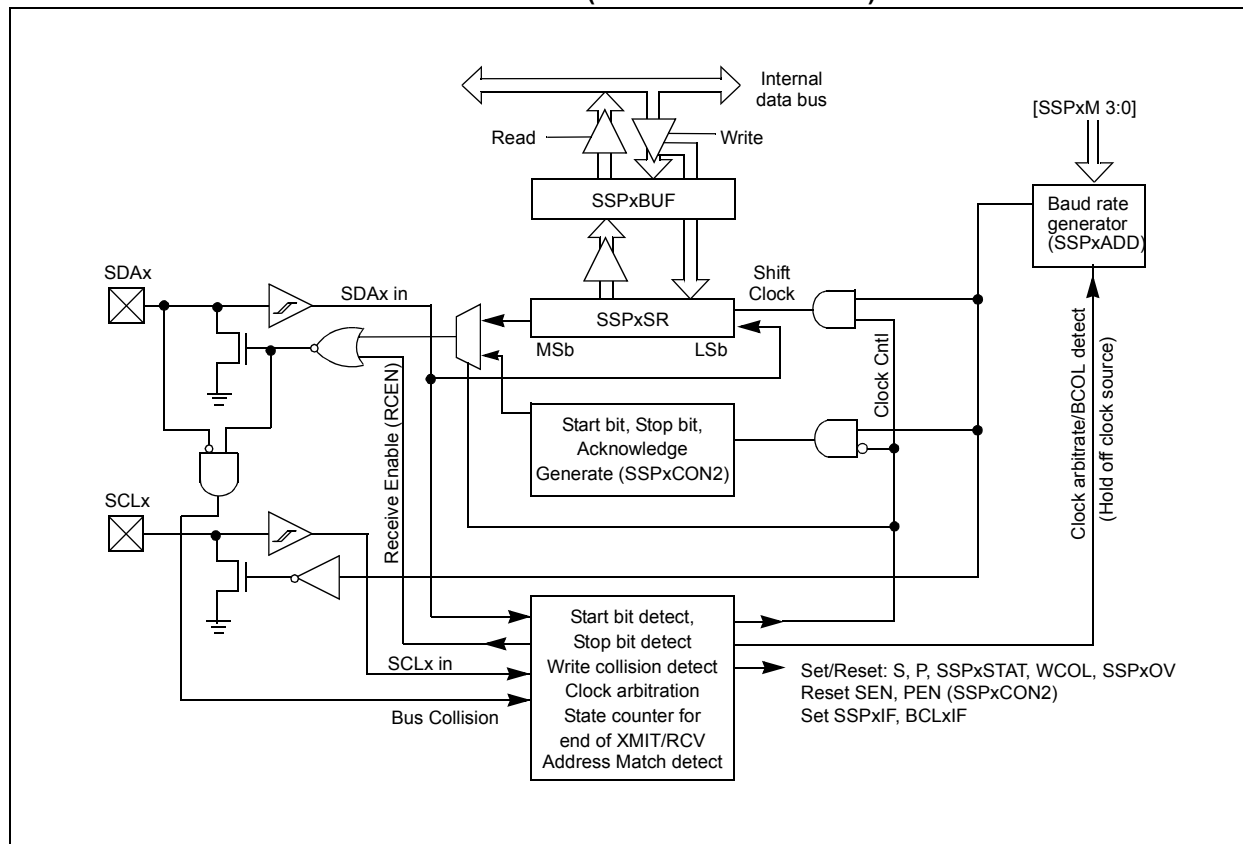 Internal
data bus
[SSPxM 3:0]
Read
Write
SSPxBUF
Baud rate
generator
(SSPxADD)
SDAx
SDAx in
Shift
Clock
SSPxSR
MSb
LSb
Clock Cntl
Clock arbitrate/BCOL detect
(Hold off clock source)
Receive Enable (RCEN)
Start bit, Stop bit,
Acknowledge
Generate (SSPxCON2)
SCLx
SCLx in
Bus Collision
Start bit detect,
Stop bit detect
Write collision detect
Clock arbitration
State counter for
end of XMIT/RCV
Address Match detect
Set/Reset: S, P, SSPxSTAT, WCOL, SSPxOV
Reset SEN, PEN (SSPxCON2)
Set SSPxIF, BCLxIF